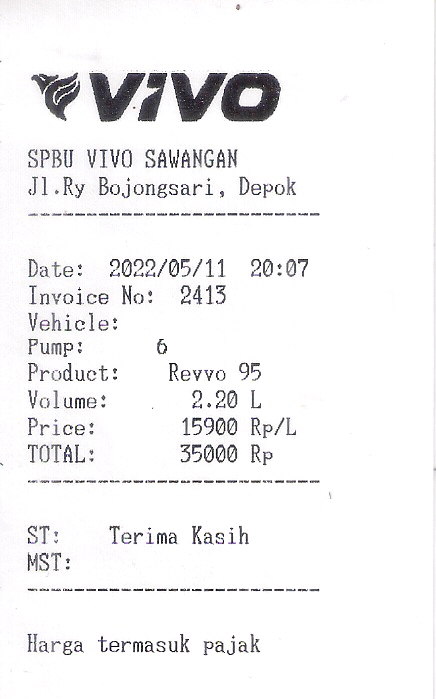 VIVO
SPBU VIVO SAWANGAN
Jl.Ry Bojongsari, Depok
Date: 2022/05/11 20:07
Invoice No: 2413
Vehicle:
Pump: 6
Product: Revvo 95
Volume: 2.20 L
Price: 15900 Rp/L
TOTAL: 35000 Rp
ST: Terima Kasih
MST:
Harga termasuk pajak